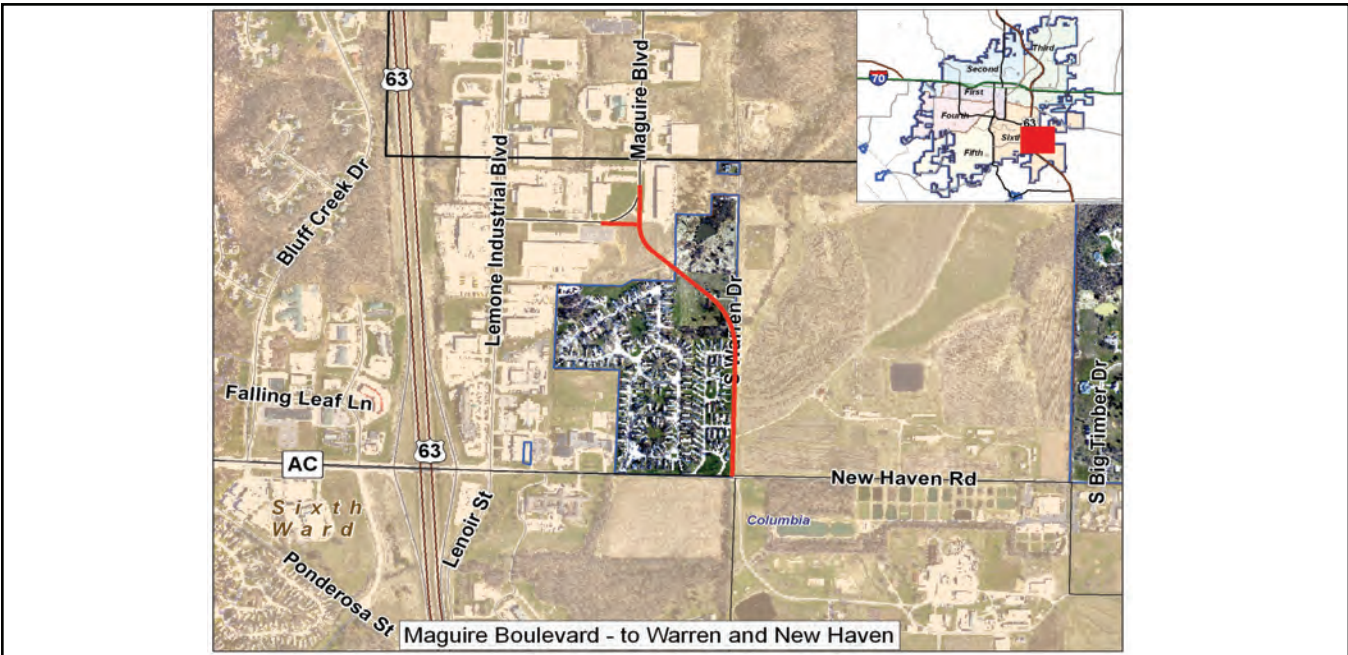 63
Maguire Blvd
70
Second
Third
First
Fourth
63
Sixth
Fifth
Bluff Creek Dr
Lemone Industrial Blvd
S Warren Dr
Falling Leaf Ln
63
AC
New Haven Rd
S Big Timber Dr
Sixth
Ward
Lenoir St
Columbia
Ponderosa St
Maguire Boulevard - to Warren and New Haven